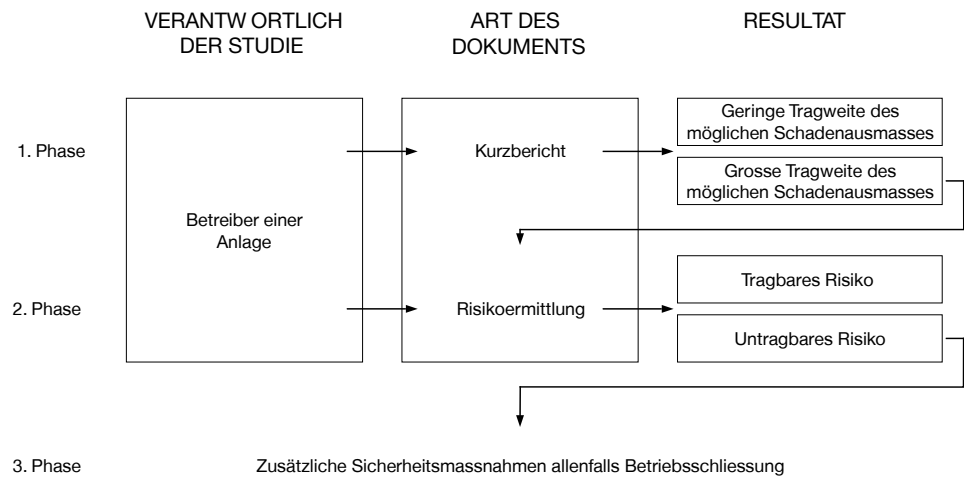 VERANTW ORTLICH
DER STUDIE
ART DES
DOKUMENTS
RESULTAT
1. Phase
Betreiber einer
Anlage
Kurzbericht
Geringe Tragweite des
möglichen Schadenausmasses
Grosse Tragweite des
möglichen Schadenausmasses
2. Phase
Risikoermittlung
Tragbares Risiko
Untragbares Risiko
3. Phase
Zusätzliche Sicherheitsmassnahmen allenfalls Betriebsschliessung